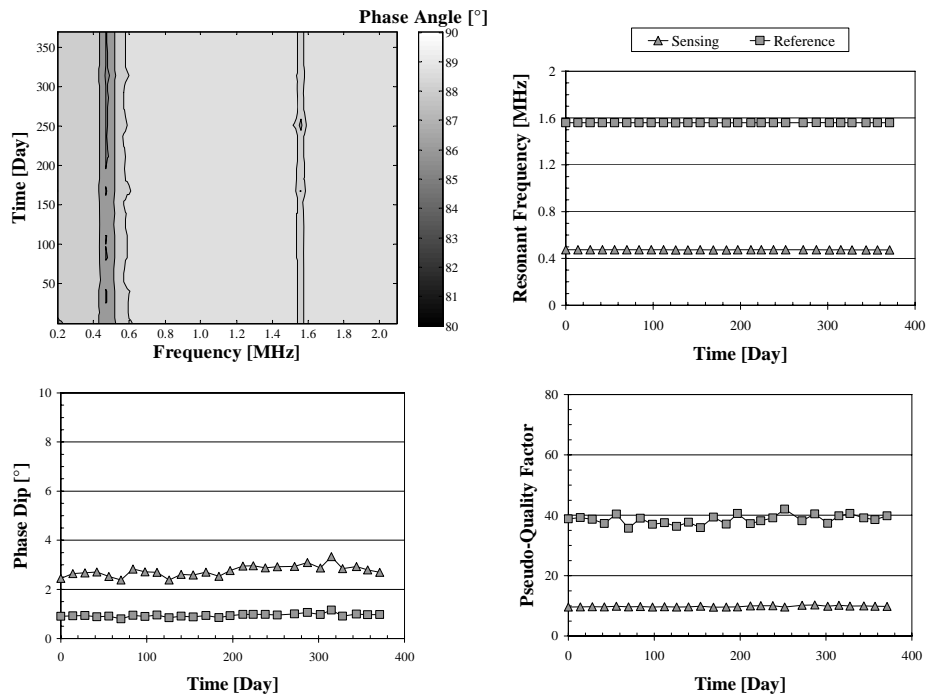 Phase Angle [°]
350
300
250
200
150
100
50
Time [Day]
0.2 0.4 0.6 0.8 1.0 1.2 1.4 1.6 1.8 2.0
Frequency [MHz]
90
89
88
87
86
85
84
83
82
81
80
Sensing Reference
2
1.6
1.2
0.8
0.4
0
Resonant Frequency [MHz]
0 100 200 300 400
Time [Day]
10
8
6
4
2
0
Phase Dip [°]
0 100 200 300 400
Time [Day]
80
60
40
20
0
Pseudo-Quality Factor
0 100 200 300 400
Time [Day]